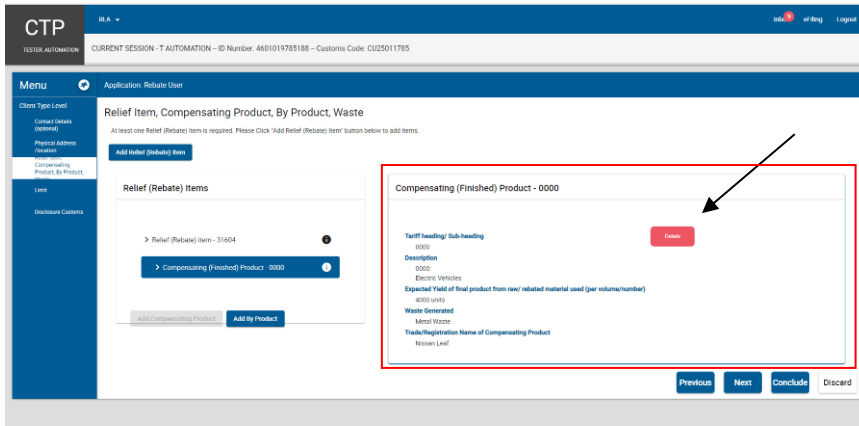 CTP
TESTER, AUTOMATION
RLA
9
eFiling
Logout
CURRENT SESSION - T AUTOMATION – ID Number: 4601019785188 – Customs Code: CU25011785
Menu
Application: Rebate User
Client Type Level
Contact Details
(optional)
Physical Address
/location
Relief Item,
Compensating
Product, By Product,
Waste
Limit
Disclosure Customs
Relief Item, Compensating Product, By Product, Waste
At least one Relief (Rebate) Item is required. Please Click 'Add Relief (Rebate) Item' button below to add items.
Add Relief (Rebate) Item
Relief (Rebate) Items
Relief (Rebate) item - 31604
Compensating (Finished) Product - 0000
Add Compensating Product
Add By Product
Compensating (Finished) Product - 0000
Tariff heading/ Sub-heading
0000
Delete
Description
0000:
Electric Vehicles
Expected Yield of final product from raw/ rebated material used (per volume/number)
4000 units
Waste Generated
Metal Waste
Trade/Registration Name of Compensating Product
Nissan Leaf
Previous
Next
Conclude
Discard